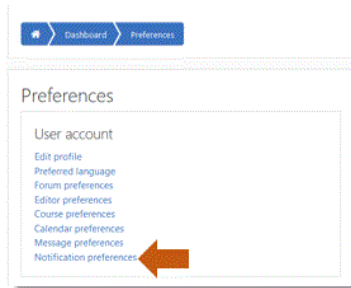 Dashboard Preferences
Preferences
User account
Edit profile
Preferred language
Forum preferences
Editor preferences
Course preferences
Calendar preferences
Message preferences
Notification preferences